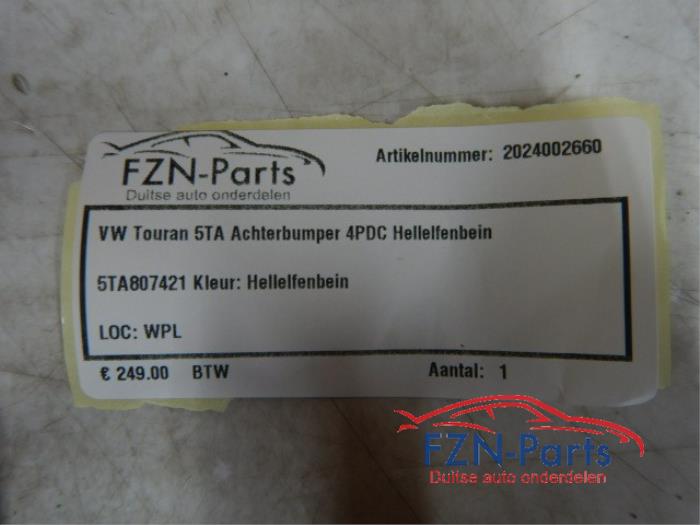 FZN-Parts
Duitse auto onderdelen
Artikelnummer: 2024002660
VW Touran 5TA Achterbumper 4PDC Hellelfenbein
5TA807421 Kleur: Hellelfenbein
LOC: WPL
€ 249.00 BTW
Aantal: 1
FZN-Parts
Duitse auto onderdelen